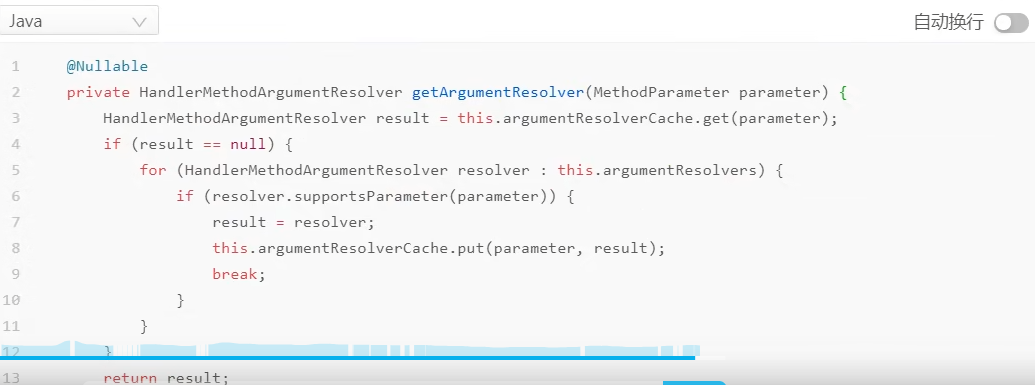 Java
自动换行
1 @Nullable
2 private HandlerMethodArgumentResolver getArgumentResolver(MethodParameter parameter) {
3 HandlerMethodArgumentResolver result = this.argumentResolverCache.get(parameter);
4 if (result == null) {
5 for (HandlerMethodArgumentResolver resolver : this.argumentResolvers) {
6 if (resolver.supportsParameter(parameter)) {
7 result = resolver;
8 this.argumentResolverCache.put(parameter, result);
9 break;
10 }
11 }
12 }
13 return result;